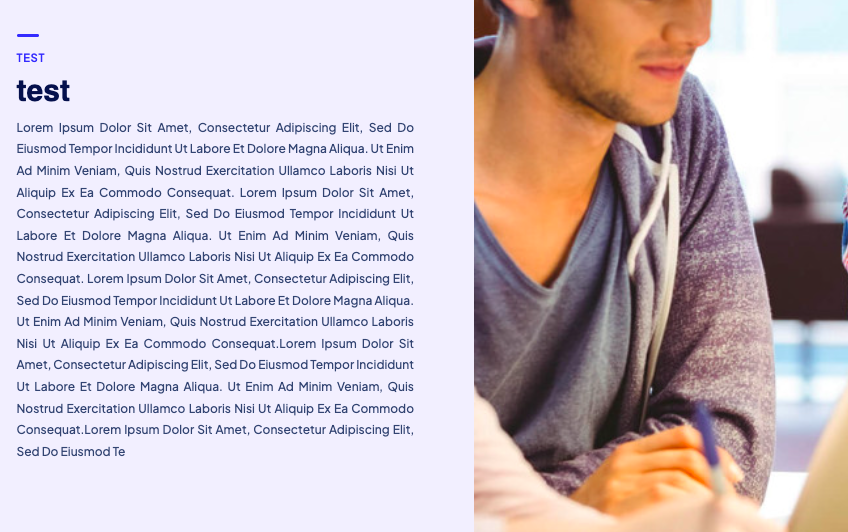 TEST
test
Lorem Ipsum Dolor Sit Amet, Consectetur Adipiscing Elit, Sed Do
Eiusmod Tempor Incididunt Ut Labore Et Dolore Magna Aliqua. Ut Enim
Ad Minim Veniam, Quis Nostrud Exercitation Ullamco Laboris Nisi Ut
Aliquip Ex Ea Commodo Consequat. Lorem Ipsum Dolor Sit Amet,
Consectetur Adipiscing Elit, Sed Do Eiusmod Tempor Incididunt Ut
Labore Et Dolore Magna Aliqua. Ut Enim Ad Minim Veniam, Quis
Nostrud Exercitation Ullamco Laboris Nisi Ut Aliquip Ex Ea Commodo
Consequat. Lorem Ipsum Dolor Sit Amet, Consectetur Adipiscing Elit,
Sed Do Eiusmod Tempor Incididunt Ut Labore Et Dolore Magna Aliqua.
Ut Enim Ad Minim Veniam, Quis Nostrud Exercitation Ullamco Laboris
Nisi Ut Aliquip Ex Ea Commodo Consequat.Lorem Ipsum Dolor Sit
Amet, Consectetur Adipiscing Elit, Sed Do Eiusmod Tempor Incididunt
Ut Labore Et Dolore Magna Aliqua. Ut Enim Ad Minim Veniam, Quis
Nostrud Exercitation Ullamco Laboris Nisi Ut Aliquip Ex Ea Commodo
Consequat.Lorem Ipsum Dolor Sit Amet, Consectetur Adipiscing Elit,
Sed Do Eiusmod Te